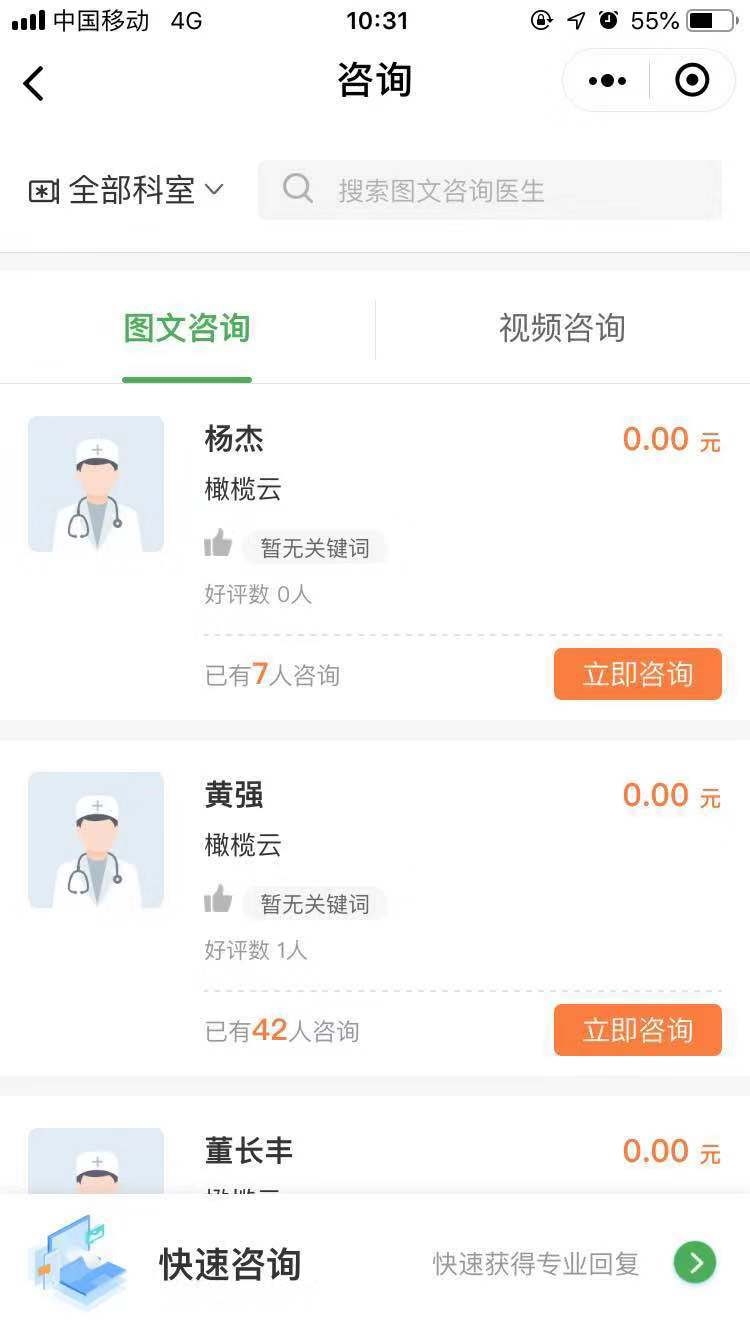 中国移动 4G 10:31 55%
咨询
全部科室 搜索图文咨询医生
图文咨询 视频咨询
杨杰 0.00 元
橄榄云
暂无关键词
好评数 0人
已有7人咨询 立即咨询
黄强 0.00 元
橄榄云
暂无关键词
好评数 1人
已有42人咨询 立即咨询
董长丰 0.00 元
快速咨询 快速获得专业回复